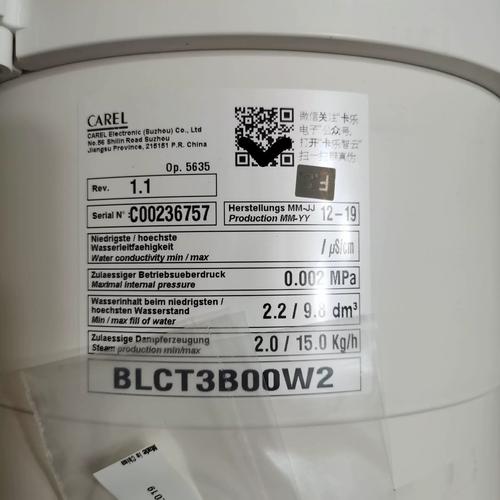 CAREL
CAREL Electronic (Suzhou) Co., Ltd
No.56 Shilin Road Suzhou
Jiangsu Province, 215151 P.R. China
微信关注"卡乐
电子"公众号,
打开"卡乐智云"
扫一扫辨真伪
Op. 5635
Rev. 1.1
Serial N° C00236757
Herstellungs MM-JJ
Production MM-YY 12-19
Niedrigste / hoechste
Wasserleitfaehigkeit
Water conductivity min / max
/ µS/cm
Zulaessiger Betriebsueberdruck
Maximal internal pressure
0.002 MPa
Wasserinhalt beim niedrigsten /
hoechsten Wasserstand
Min / max fill of water
2.2 / 9.8 dm³
Zulaessige Dampferzeugung
Steam production min/max
2.0 / 15.0 Kg/h
BLCT3B00W2
Made in China